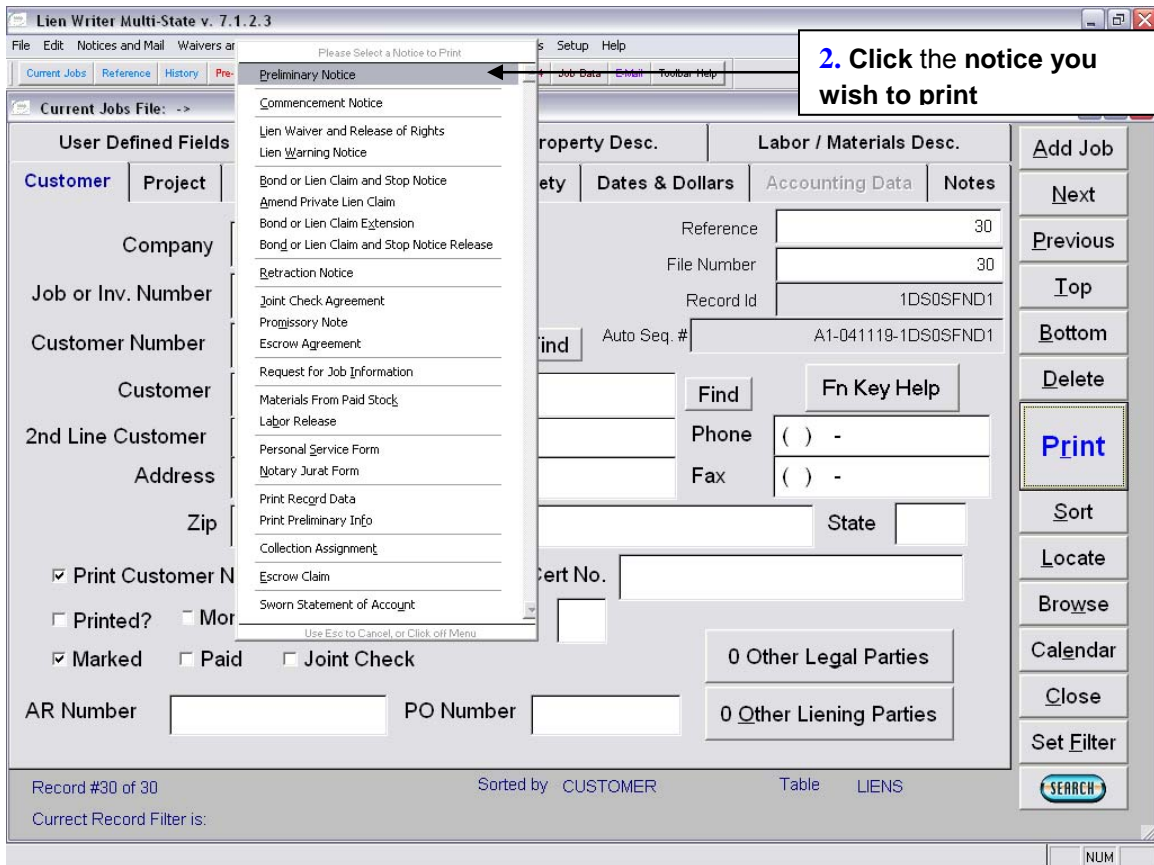 Lien Writer Multi-State v. 7.1.2.3
File Edit Notices and Mail Waivers Setup Help
Current Jobs Reference History Pre- Job Data E-Mail Toolbar Help
2. Click the notice you
wish to print
Current Jobs File: ->
Please Select a Notice to Print
Preliminary Notice
Commencement Notice
Lien Waiver and Release of Rights
Lien Warning Notice
Bond or Lien Claim and Stop Notice
Amend Private Lien Claim
Bond or Lien Claim Extension
Bond or Lien Claim and Stop Notice Release
Retraction Notice
Joint Check Agreement
Promissory Note
Escrow Agreement
Request for Job Information
Materials From Paid Stock
Labor Release
Personal Service Form
Notary Jurat Form
Print Record Data
Print Preliminary Info
Collection Assignment
Escrow Claim
Sworn Statement of Account
Use Esc to Cancel, or Click off Menu
User Defined Fields roperty Desc. Labor / Materials Desc.
Customer Project ety Dates & Dollars Accounting Data Notes
Company Reference 30
File Number 30
Job or Inv. Number Record Id 1DS0SFND1
Customer Number ind Auto Seq. # A1-041119-1DS0SFND1
Customer Find Fn Key Help
2nd Line Customer Phone ( ) -
Address Fax ( ) -
Zip State
Print Customer N Cert No.
Printed? Mor
Marked Paid Joint Check 0 Other Legal Parties
AR Number PO Number 0 Other Liening Parties
Add Job
Next
Previous
Top
Bottom
Delete
Print
Sort
Locate
Browse
Calendar
Close
Set Filter
SEARCH
Record #30 of 30 Sorted by CUSTOMER Table LIENS
Currect Record Filter is:
NUM